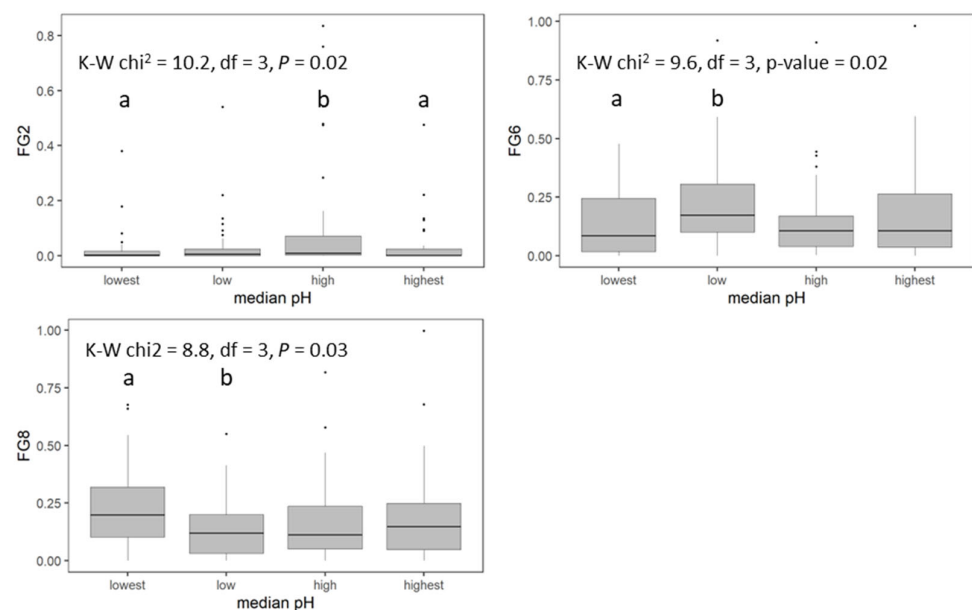 K-W chi² = 10.2, df = 3, P = 0.02
a b a
0.8
0.6
0.4
0.2
0.0
FG2
lowest low high highest
median pH
K-W chi² = 9.6, df = 3, p-value = 0.02
a b
1.00
0.75
0.50
0.25
0.00
FG6
lowest low high highest
median pH
K-W chi2 = 8.8, df = 3, P = 0.03
a b
1.00
0.75
0.50
0.25
0.00
FG8
lowest low high highest
median pH